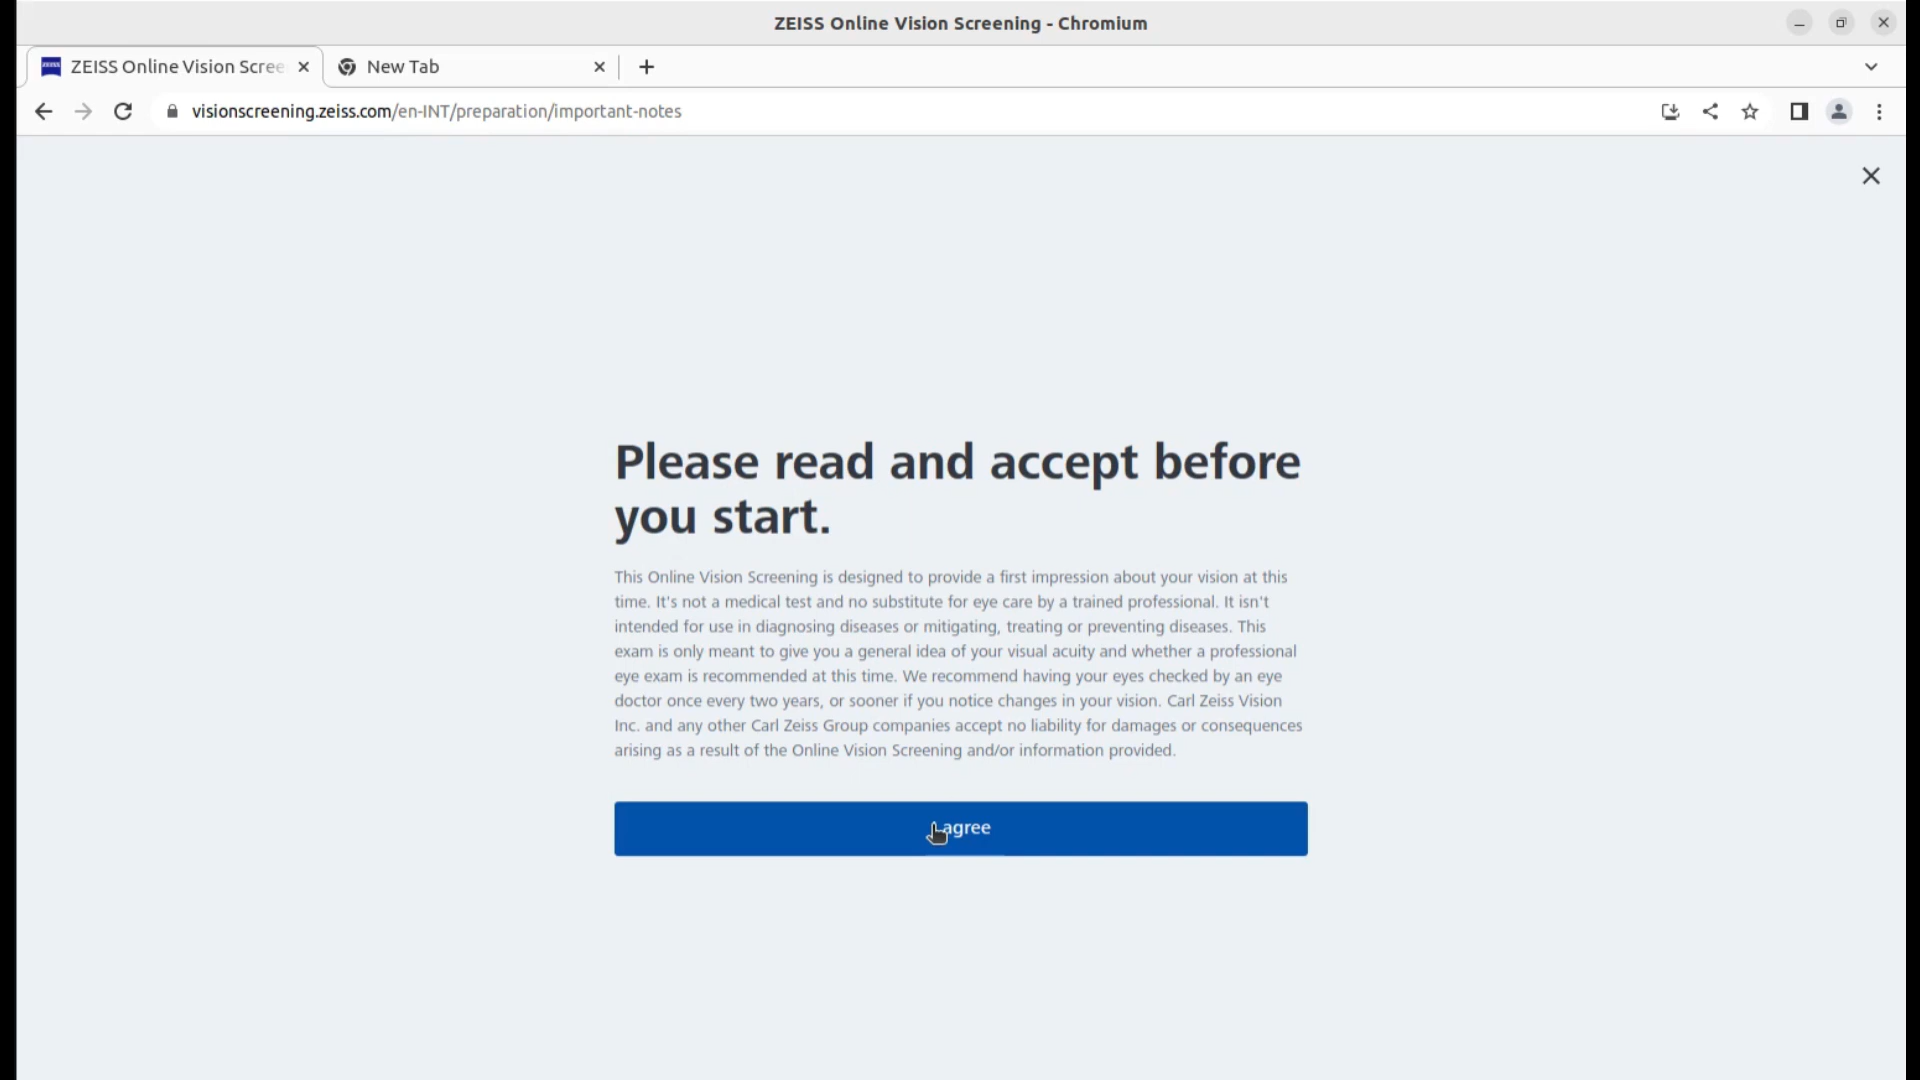 ZEISS Online Vision Screening - Chromium
ZEISS Online Vision Scree
New Tab
visionscreening.zeiss.com/en-INT/preparation/important-notes
Please read and accept before
you start.
This Online Vision Screening is designed to provide a first impression about your vision at this
time. It's not a medical test and no substitute for eye care by a trained professional. It isn't
intended for use in diagnosing diseases or mitigating, treating or preventing diseases. This
exam is only meant to give you a general idea of your visual acuity and whether a professional
eye exam is recommended at this time. We recommend having your eyes checked by an eye
doctor once every two years, or sooner if you notice changes in your vision. Carl Zeiss Vision
Inc. and any other Carl Zeiss Group companies accept no liability for damages or consequences
arising as a result of the Online Vision Screening and/or information provided.
agree